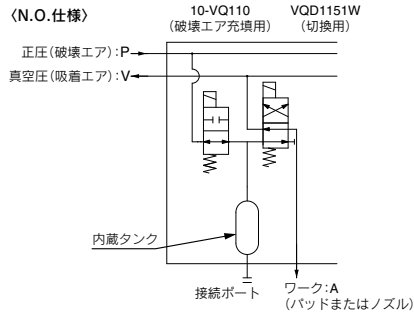 〈N.O.仕様〉
10-VQ110
(破壊エア充填用)
VQD1151W
(切換用)
正圧(破壊エア):P
真空圧(吸着エア):V
内蔵タンク
接続ポート
ワーク:A
(パッドまたはノズル)